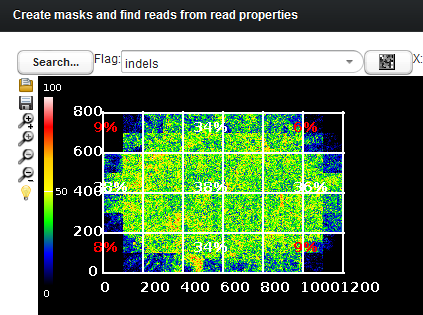 Create masks and find reads from read properties
Search... Flag: indels X:
100
800 9% 34% 9%
600
50 400 33% 35% 36%
200 8% 34% 9%
0 0
0 200 400 600 800 1000 1200